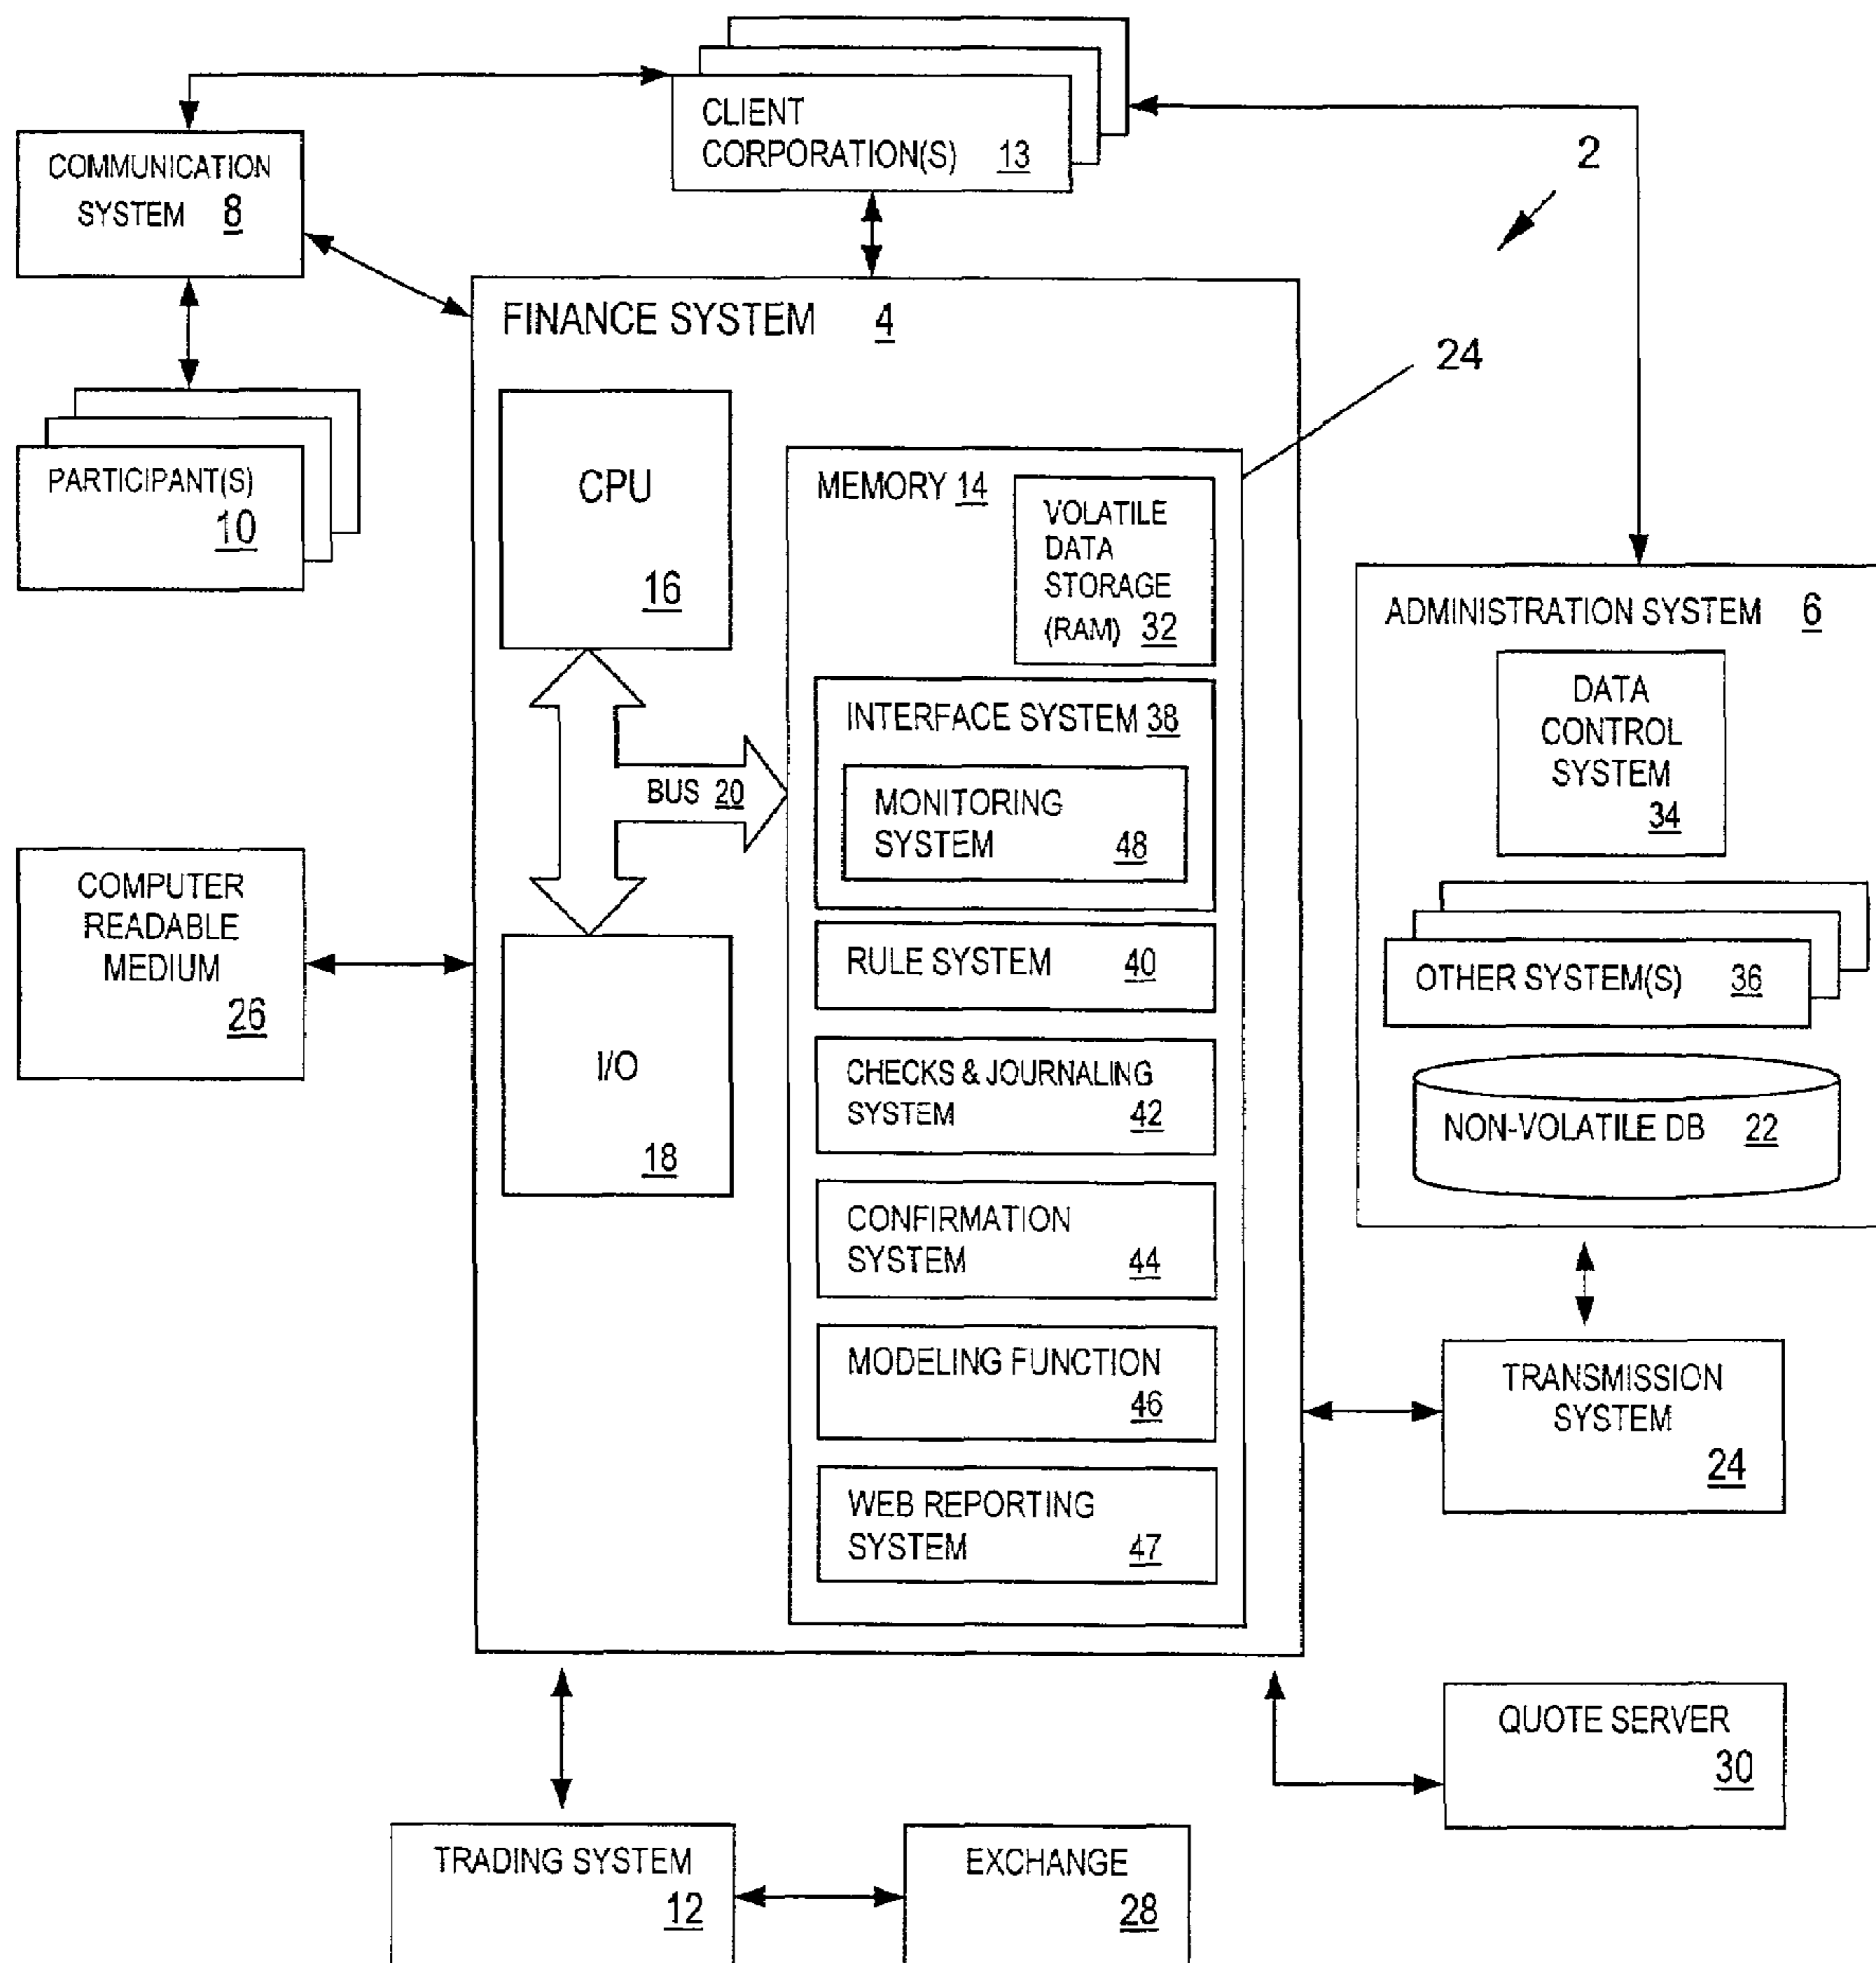 CLIENT
CORPORATION(S) 13
2
COMMUNICATION
SYSTEM 8
FINANCE SYSTEM 4
24
PARTICIPANT(S)
10
CPU
16
MEMORY 14
VOLATILE
DATA
STORAGE
(RAM) 32
ADMINISTRATION SYSTEM 6
DATA
CONTROL
SYSTEM
34
INTERFACE SYSTEM 38
BUS 20
MONITORING
SYSTEM 48
COMPUTER
READABLE
MEDIUM
26
OTHER SYSTEM(S) 36
RULE SYSTEM 40
I/O
18
CHECKS & JOURNALING
SYSTEM 42
NON-VOLATILE DB 22
CONFIRMATION
SYSTEM 44
MODELING FUNCTION
46
TRANSMISSION
SYSTEM
24
WEB REPORTING
SYSTEM 47
QUOTE SERVER
30
TRADING SYSTEM
12
EXCHANGE
28